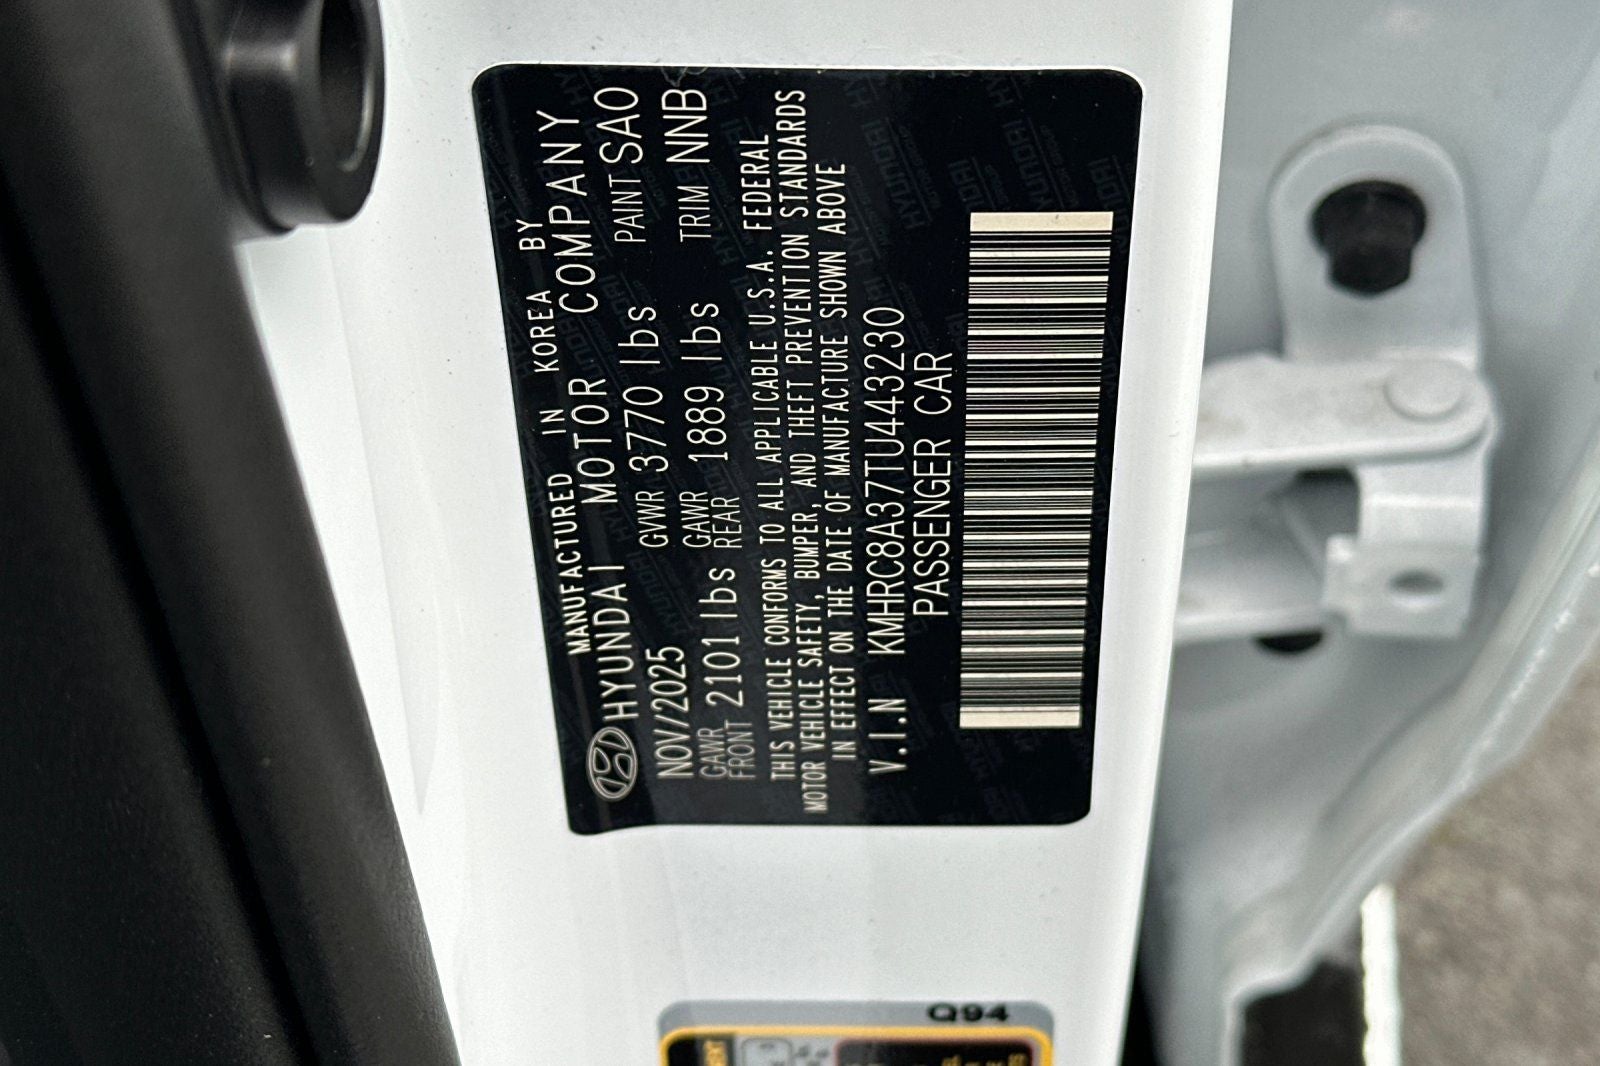 MANUFACTURED IN KOREA BY
HYUNDAI MOTOR COMPANY
NOV/2025 GVWR 3770 lbs PAINT SAO
GAWR FRONT 2101 lbs GAWR REAR 1889 lbs TRIM NNB
THIS VEHICLE CONFORMS TO ALL APPLICABLE U.S.A. FEDERAL
MOTOR VEHICLE SAFETY, BUMPER, AND THEFT PREVENTION STANDARDS
IN EFFECT ON THE DATE OF MANUFACTURE SHOWN ABOVE
V.I.N KMHRC8A37TU443230
PASSENGER CAR
Q94